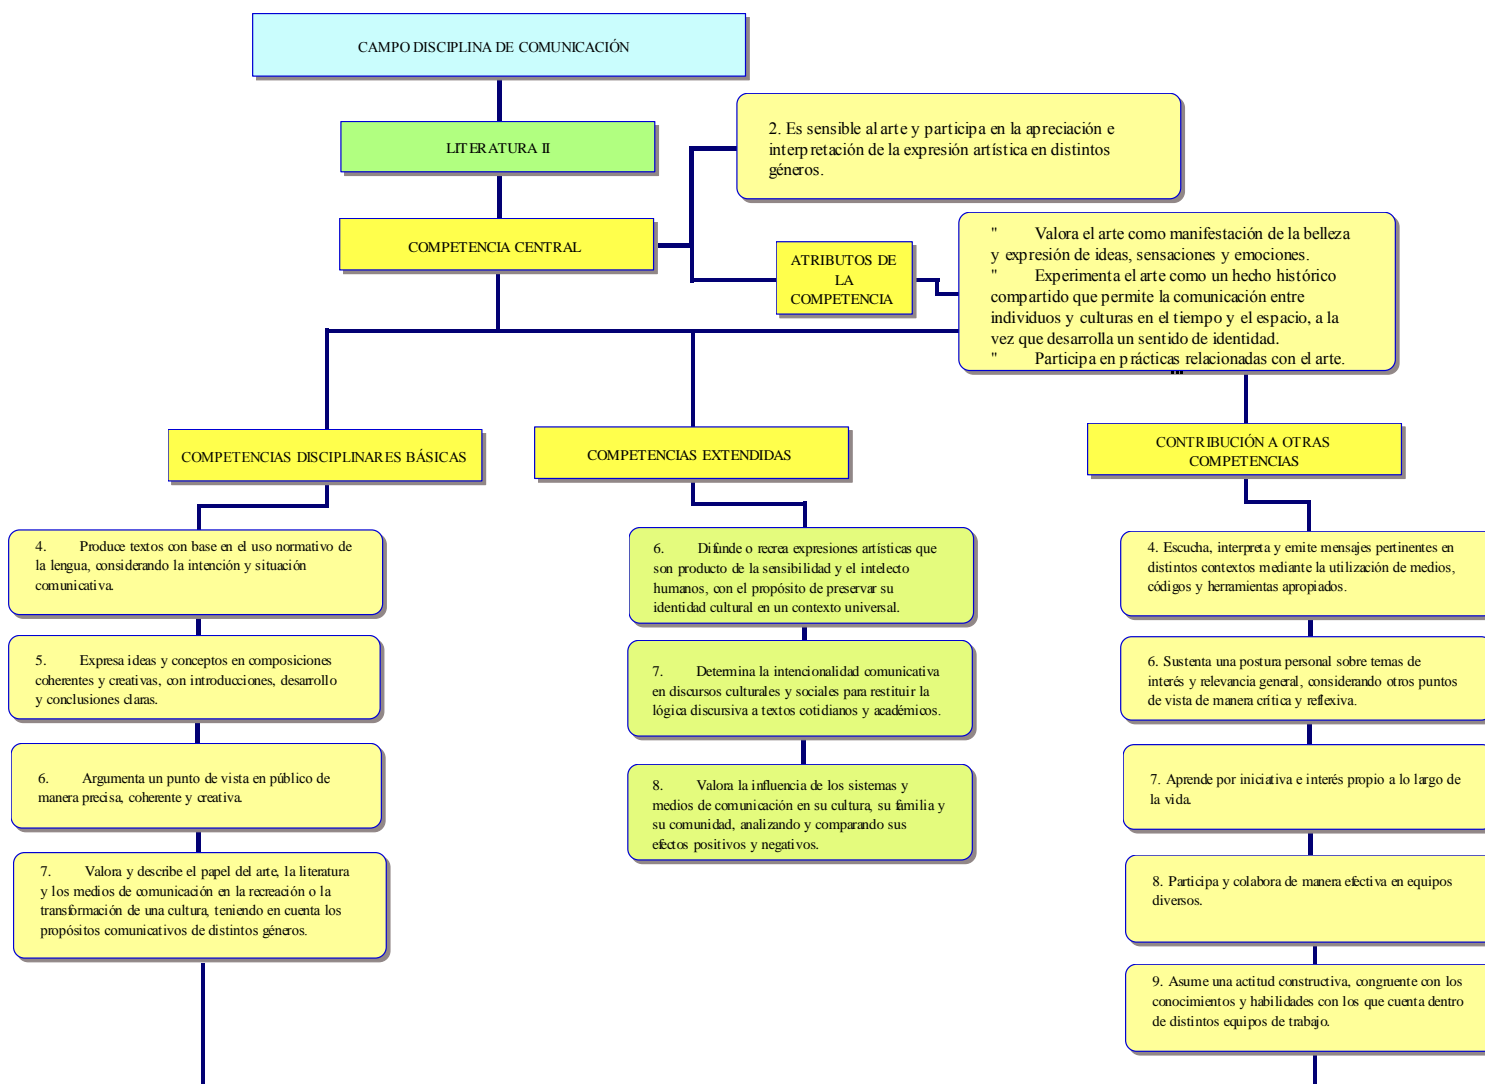 CAMPO DISCIPLINA DE COMUNICACIÓN
LITERATURA II
2. Es sensible al arte y participa en la apreciación e
interpretación de la expresión artística en distintos
géneros.
COMPETENCIA CENTRAL
ATRIBUTOS DE
LA
COMPETENCIA
" Valora el arte como manifestación de la belleza
y expresión de ideas, sensaciones y emociones.
" Experimenta el arte como un hecho histórico
compartido que permite la comunicación entre
individuos y culturas en el tiempo y el espacio, a la
vez que desarrolla un sentido de identidad.
" Participa en prácticas relacionadas con el arte.
COMPETENCIAS DISCIPLINARES BÁSICAS
4. Produce textos con base en el uso normativo de
la lengua, considerando la intención y situación
comunicativa.
5. Expresa ideas y conceptos en composiciones
coherentes y creativas, con introducciones, desarrollo
y conclusiones claras.
6. Argumenta un punto de vista en público de
manera precisa, coherente y creativa.
7. Valora y describe el papel del arte, la literatura
y los medios de comunicación en la recreación o la
transformación de una cultura, teniendo en cuenta los
propósitos comunicativos de distintos géneros.
COMPETENCIAS EXTENDIDAS
6. Difunde o recrea expresiones artísticas que
son producto de la sensibilidad y el intelecto
humanos, con el propósito de preservar su
identidad cultural en un contexto universal.
7. Determina la intencionalidad comunicativa
en discursos culturales y sociales para restituir la
lógica discursiva a textos cotidianos y académicos.
8. Valora la influencia de los sistemas y
medios de comunicación en su cultura, su familia y
su comunidad, analizando y comparando sus
efectos positivos y negativos.
CONTRIBUCIÓN A OTRAS
COMPETENCIAS
4. Escucha, interpreta y emite mensajes pertinentes en
distintos contextos mediante la utilización de medios,
códigos y herramientas apropiados.
6. Sustenta una postura personal sobre temas de
interés y relevancia general, considerando otros puntos
de vista de manera crítica y reflexiva.
7. Aprende por iniciativa e interés propio a lo largo de
la vida.
8. Participa y colabora de manera efectiva en equipos
diversos.
9. Asume una actitud constructiva, congruente con los
conocimientos y habilidades con los que cuenta dentro
de distintos equipos de trabajo.